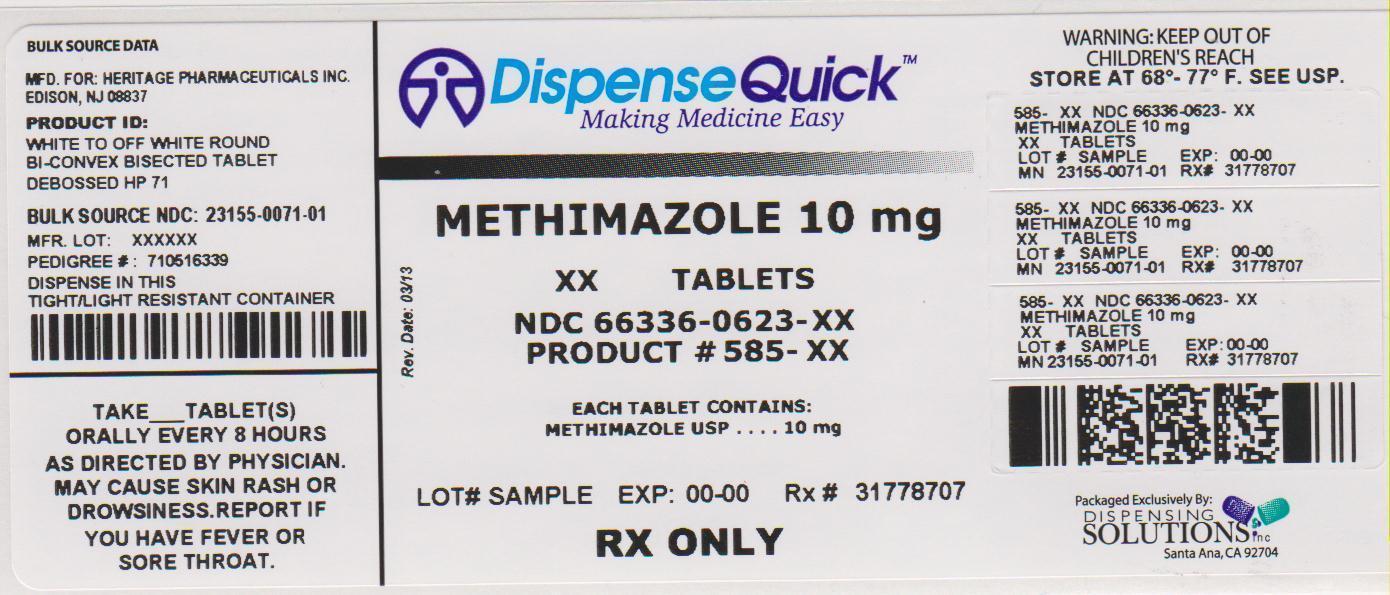 BULK SOURCE DATA
MFD. FOR: HERITAGE PHARMACEUTICALS INC.
EDISON, NJ 08837
PRODUCT ID:
WHITE TO OFF WHITE ROUND
BI-CONVEX BISECTED TABLET
DEBOSSED HP 71
BULK SOURCE NDC: 23155-0071-01
MFR. LOT: XXXXXX
PEDIGREE #: 710516339
DISPENSE IN THIS
TIGHT/LIGHT RESISTANT CONTAINER
TAKE___TABLET(S)
ORALLY EVERY 8 HOURS
AS DIRECTED BY PHYSICIAN.
MAY CAUSE SKIN RASH OR
DROWSINESS.REPORT IF
YOU HAVE FEVER OR
SORE THROAT.
DispenseQuick™
Making Medicine Easy
METHIMAZOLE 10 mg
XX TABLETS
NDC 66336-0623-XX
PRODUCT # 585-XX
Rev. Date: 03/13
EACH TABLET CONTAINS:
METHIMAZOLE USP . . . . 10 mg
LOT# SAMPLE EXP: 00-00 Rx # 31778707
RX ONLY
WARNING: KEEP OUT OF
CHILDREN'S REACH
STORE AT 68°- 77° F. SEE USP.
585- XX NDC 66336-0623- XX
METHIMAZOLE 10 mg
XX TABLETS
LOT # SAMPLE EXP: 00-00
MN 23155-0071-01 RX# 31778707
585- XX NDC 66336-0623- XX
METHIMAZOLE 10 mg
XX TABLETS
LOT # SAMPLE EXP: 00-00
MN 23155-0071-01 RX# 31778707
585- XX NDC 66336-0623- XX
METHIMAZOLE 10 mg
XX TABLETS
LOT # SAMPLE EXP: 00-00
MN 23155-0071-01 RX# 31778707
Packaged Exclusively By:
DISPENSING
SOLUTIONS inc
Santa Ana, CA 92704